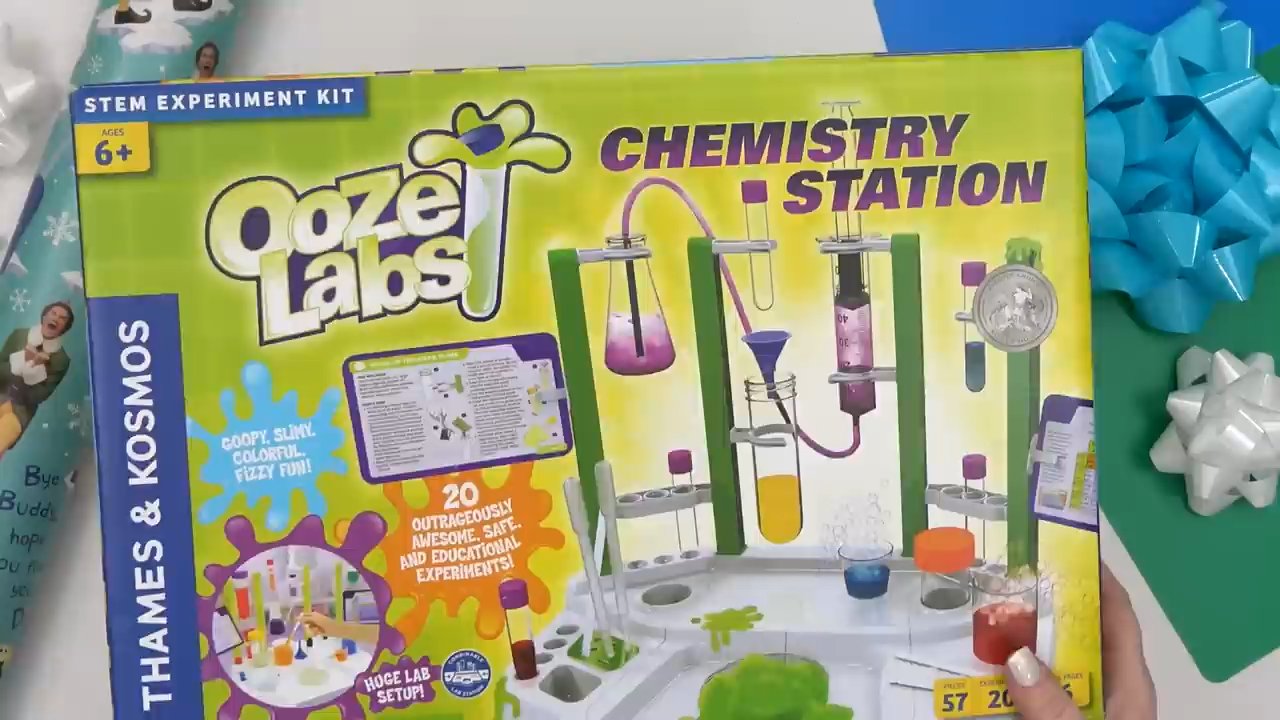 STEM EXPERIMENT KIT
AGES
6+
Ooze
Labs
CHEMISTRY
STATION
THAMES & KOSMOS
GOOPY, SLIMY,
COLORFUL,
FIZZY FUN!
20
OUTRAGEOUSLY
AWESOME, SAFE,
AND EDUCATIONAL
EXPERIMENTS!
HUGE LAB
SETUP!
PIECES
57
20
Bye
Buddy
hope